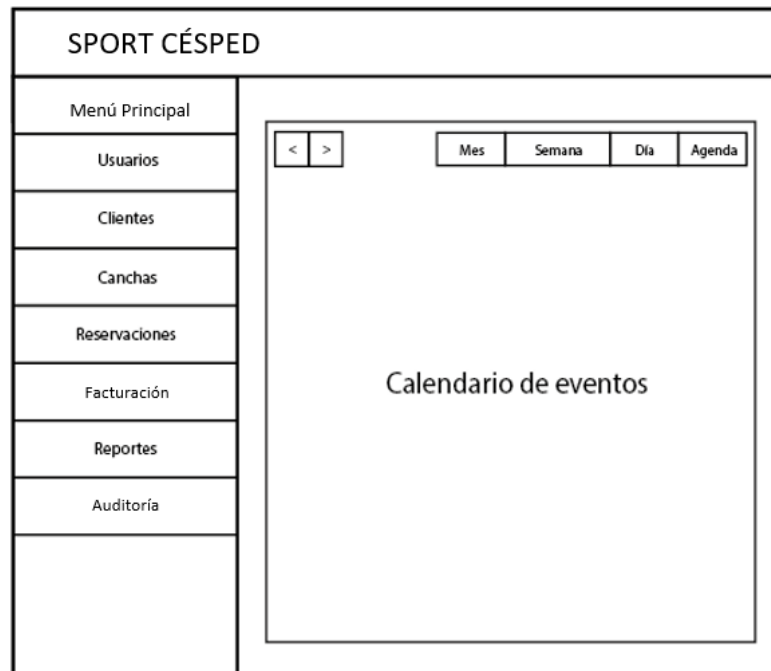 SPORT CÉSPED
Menú Principal
Usuarios
Clientes
Canchas
Reservaciones
Facturación
Reportes
Auditoría
< >
Mes Semana Día Agenda
Calendario de eventos